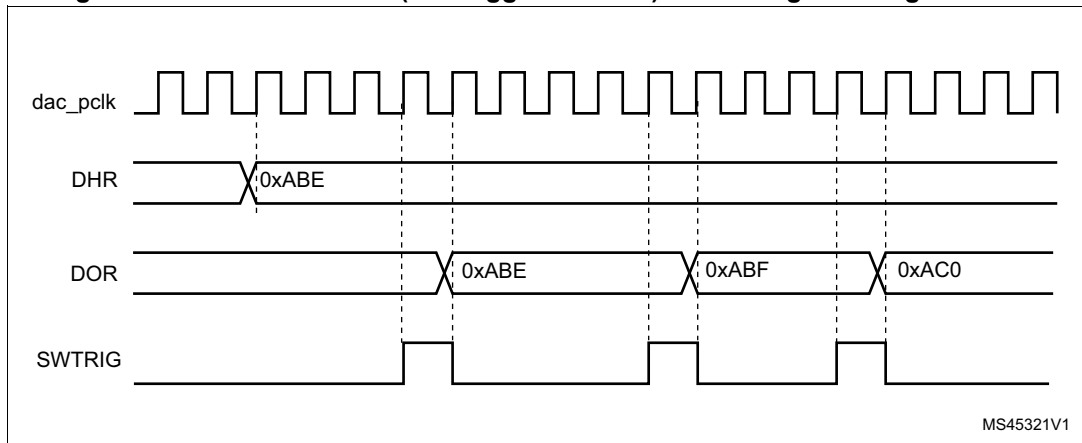 dac_pclk
DHR
0xABE
DOR
0xABE
0xABF
0xAC0
SWTRIG
MS45321V1